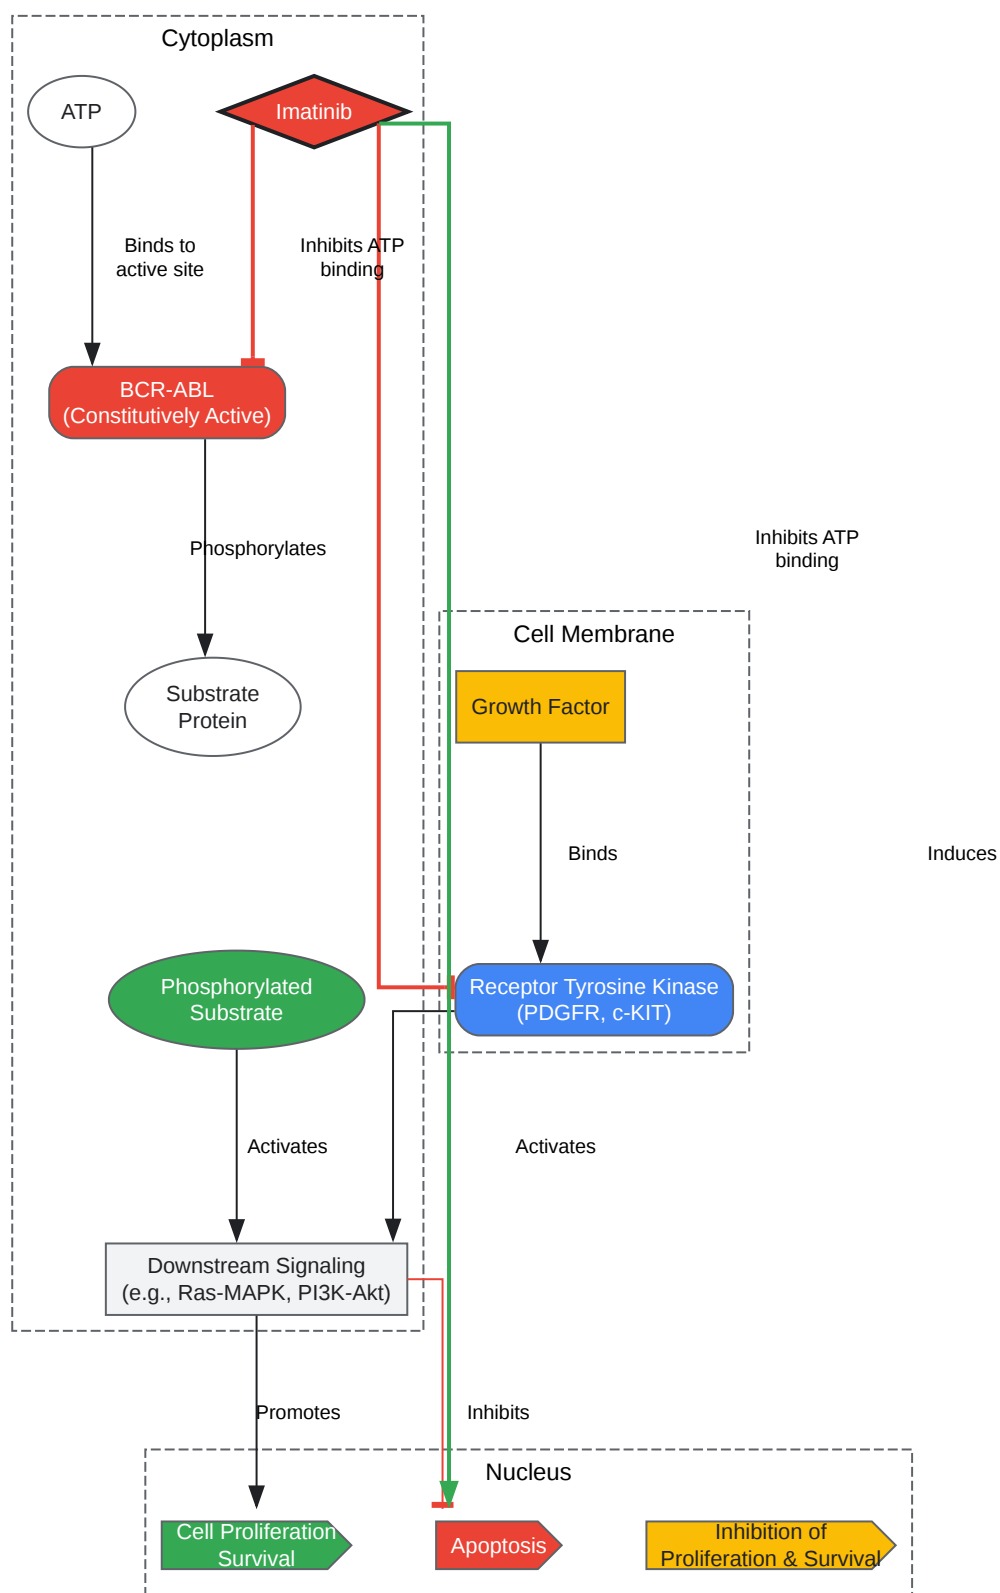 Cytoplasm
ATP
Imatinib
Binds to
active site
Inhibits ATP
binding
BCR-ABL
(Constitutively Active)
Phosphorylates
Inhibits ATP
binding
Cell Membrane
Substrate
Protein
Growth Factor
Binds
Induces
Phosphorylated
Substrate
Receptor Tyrosine Kinase
(PDGFR, c-KIT)
Activates
Activates
Downstream Signaling
(e.g., Ras-MAPK, PI3K-Akt)
Promotes
Inhibits
Nucleus
Cell Proliferation
Survival
Apoptosis
Inhibition of
Proliferation & Survival